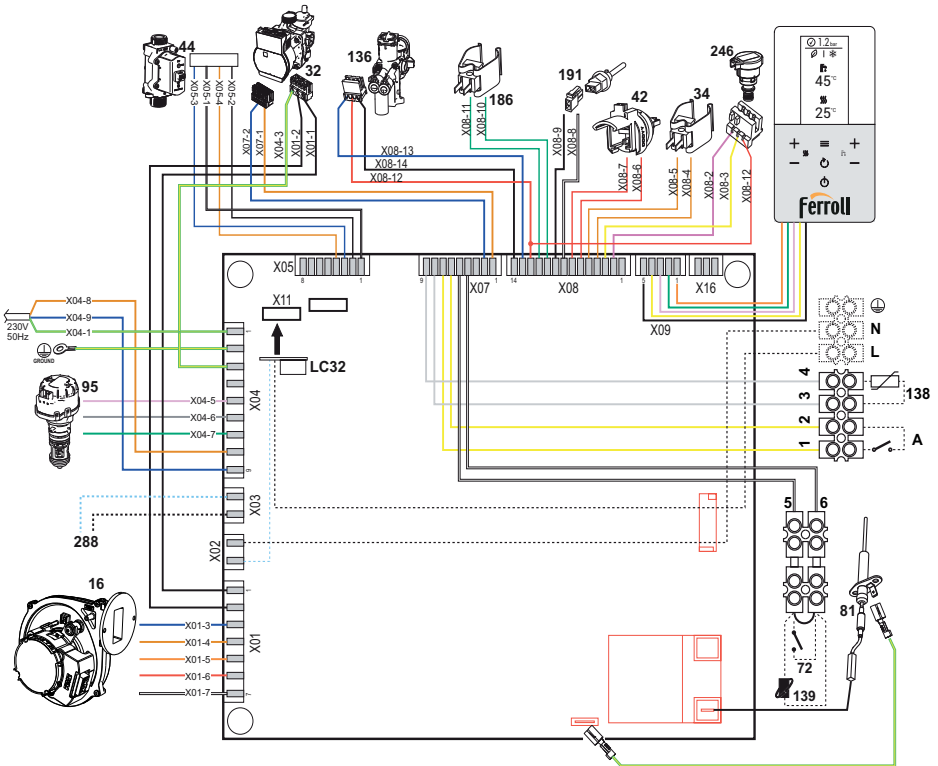 44
X05-3
X05-1
X05-4
X05-2
32
X07-2
X07-1
X04-3
X01-2
X01-1
136
X08-13
X08-14
X08-12
186
X08-11
X08-10
191
X08-9
X08-8
42
X08-7
X08-6
34
X08-5
X08-4
246
X08-2
X08-3
X08-12
1.2bar
45°C
25°C
+
+
−
−
ferroli
X05
8
1
9
X07
1
14
X08
1
5
X09
1
X16
X11
LC32
X04-8
X04-9
X04-1
230V
50Hz
GROUND
95
X04-5
X04-6
X04-7
1
X04
9
X03
288
X02
16
X01-3
X01-4
X01-5
X01-6
X01-7
1
X01
7
N
L
4
3
138
2
A
1
5
6
81
72
139